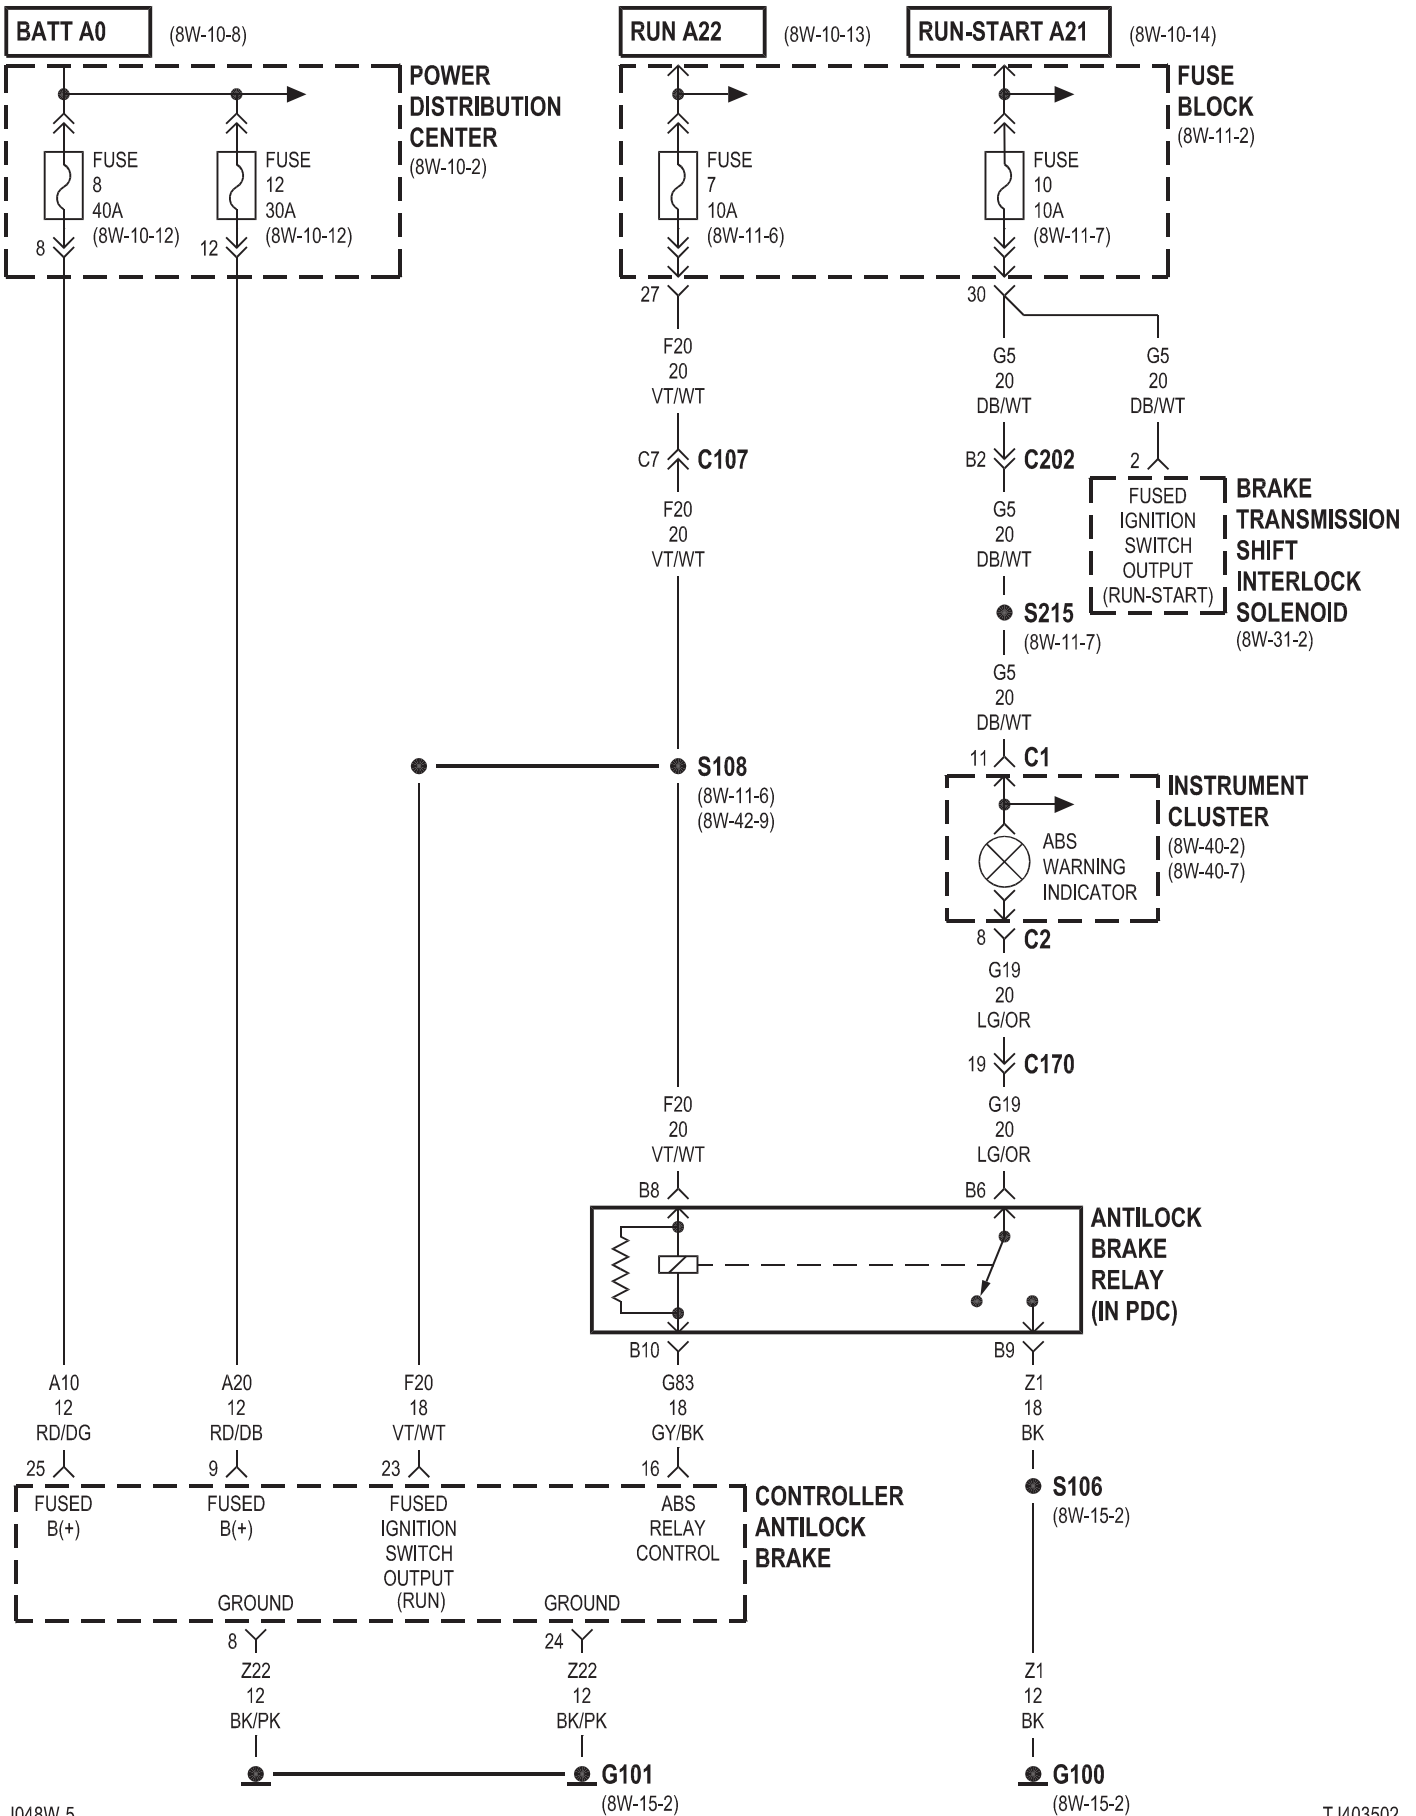 BATT A0 (8W-10-8)
RUN A22 (8W-10-13)
RUN-START A21 (8W-10-14)
POWER
DISTRIBUTION
CENTER
(8W-10-2)
FUSE
8
40A
(8W-10-12)
8
FUSE
12
30A
(8W-10-12)
12
FUSE
7
10A
(8W-11-6)
FUSE
10
10A
(8W-11-7)
FUSE
BLOCK
(8W-11-2)
27
F20
20
VT/WT
C7 C107
F20
20
VT/WT
30
G5
20
DB/WT
G5
20
DB/WT
B2 C202
2
G5
20
DB/WT
FUSED
IGNITION
SWITCH
OUTPUT
(RUN-START)
BRAKE
TRANSMISSION
SHIFT
INTERLOCK
SOLENOID
(8W-31-2)
S215
(8W-11-7)
G5
20
DB/WT
11 C1
S108
(8W-11-6)
(8W-42-9)
ABS
WARNING
INDICATOR
INSTRUMENT
CLUSTER
(8W-40-2)
(8W-40-7)
8 C2
G19
20
LG/OR
19 C170
F20
20
VT/WT
G19
20
LG/OR
B8
B6
ANTILOCK
BRAKE
RELAY
(IN PDC)
B10
B9
A10
12
RD/DG
A20
12
RD/DB
F20
18
VT/WT
G83
18
GY/BK
Z1
18
BK
25
9
23
16
S106
(8W-15-2)
FUSED
B(+)
FUSED
B(+)
FUSED
IGNITION
SWITCH
OUTPUT
(RUN)
ABS
RELAY
CONTROL
CONTROLLER
ANTILOCK
BRAKE
GROUND
GROUND
8
24
Z22
12
BK/PK
Z22
12
BK/PK
Z1
12
BK
G101
(8W-15-2)
G100
(8W-15-2)
J048W-5
TJ403502